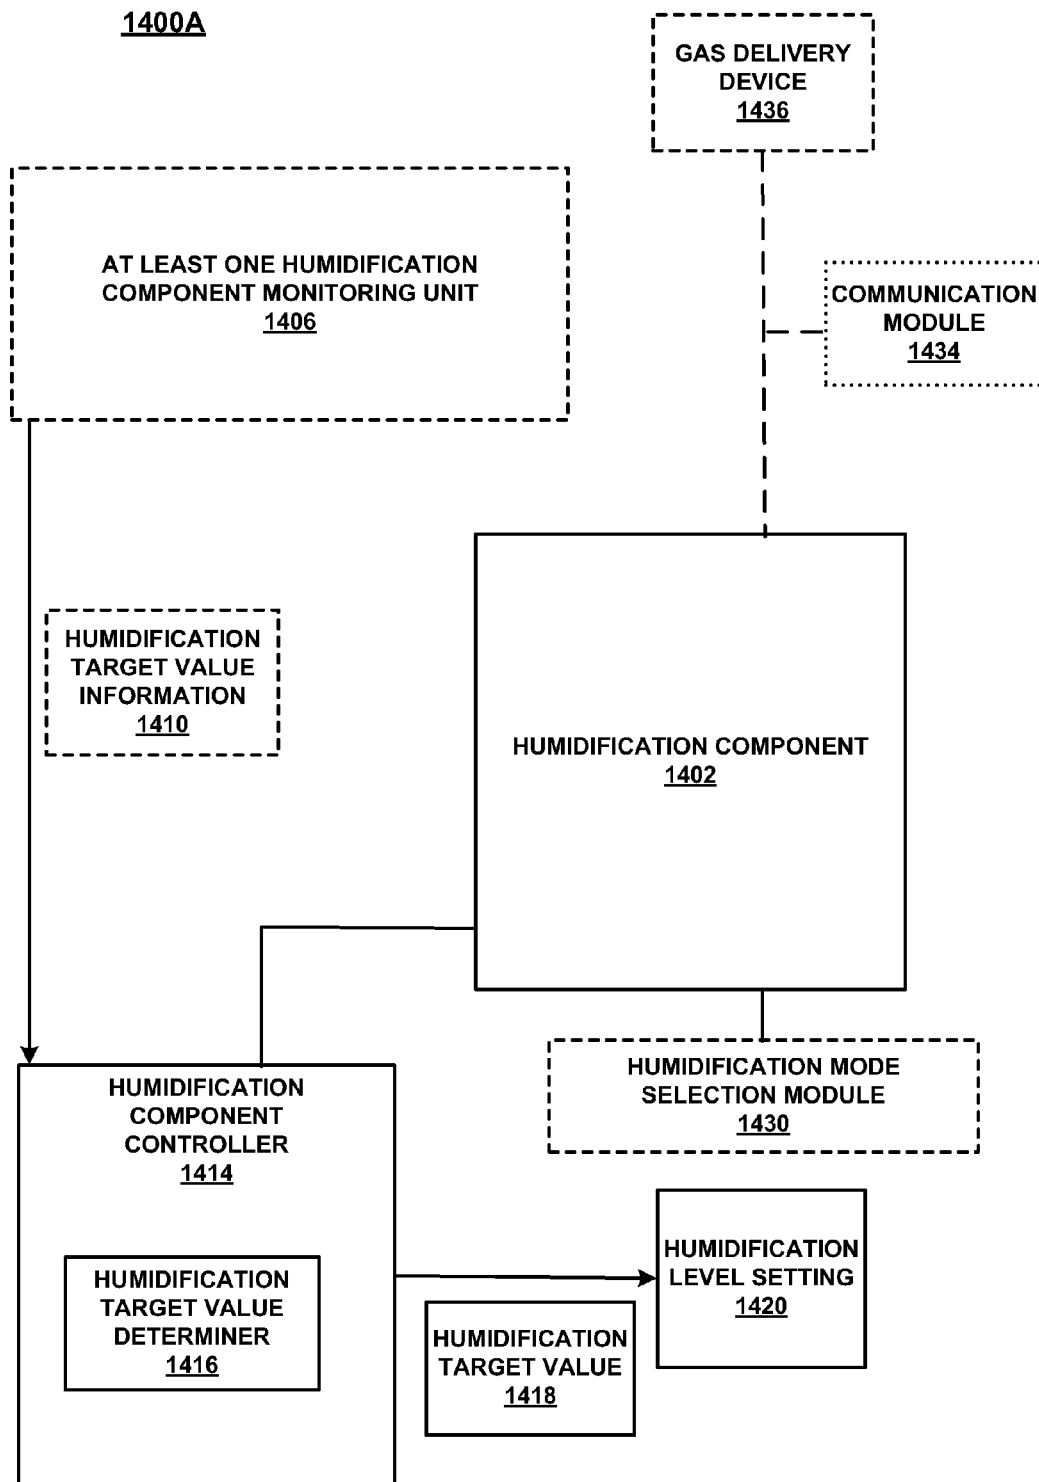 1400A
GAS DELIVERY
DEVICE
1436
AT LEAST ONE HUMIDIFICATION
COMPONENT MONITORING UNIT
1406
COMMUNICATION
MODULE
1434
HUMIDIFICATION
TARGET VALUE
INFORMATION
1410
HUMIDIFICATION COMPONENT
1402
HUMIDIFICATION MODE
SELECTION MODULE
1430
HUMIDIFICATION
COMPONENT
CONTROLLER
1414
HUMIDIFICATION
TARGET VALUE
DETERMINER
1416
HUMIDIFICATION
LEVEL SETTING
1420
HUMIDIFICATION
TARGET VALUE
1418